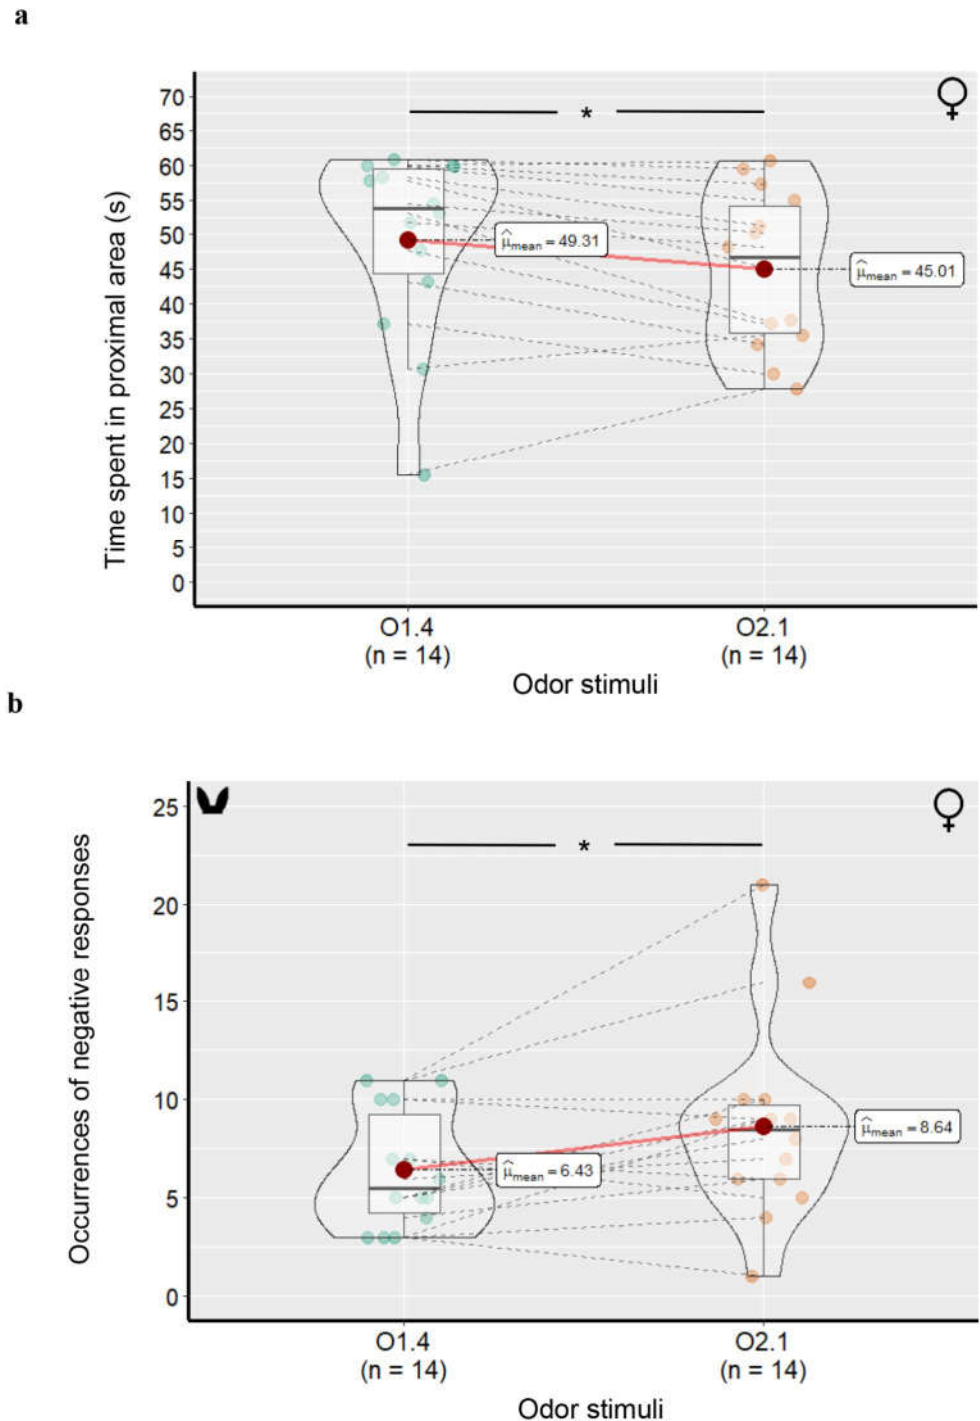 a
70
65
60
55
50
45
40
35
30
25
20
15
10
5
0
Time spent in proximal area (s)
*
♀
μ̂mean = 49.31
μ̂mean = 45.01
O1.4
(n = 14)
O2.1
(n = 14)
Odor stimuli
b
25
20
15
10
5
0
Occurrences of negative responses
*
♀
μ̂mean = 6.43
μ̂mean = 8.64
O1.4
(n = 14)
O2.1
(n = 14)
Odor stimuli